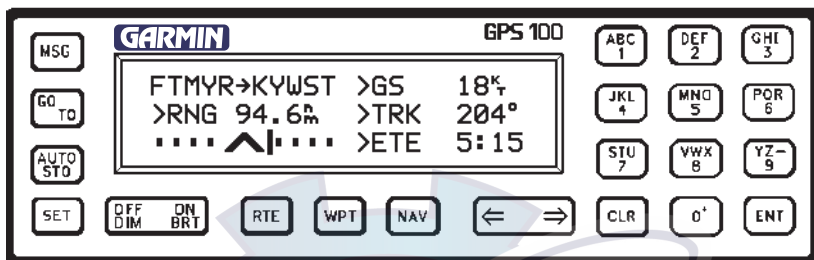 GARMIN
GPS 100
MSG
GO TO
AUTO STO
SET
FTMYR→KYWST >GS 18KT
>RNG 94.6nm >TRK 204°
>ETE 5:15
OFF DIM
ON BRT
RTE
WPT
NAV
⇐ ⇒
ABC 1
DEF 2
GHI 3
JKL 4
MNO 5
PQR 6
STU 7
VWX 8
YZ- 9
CLR
0+
ENT